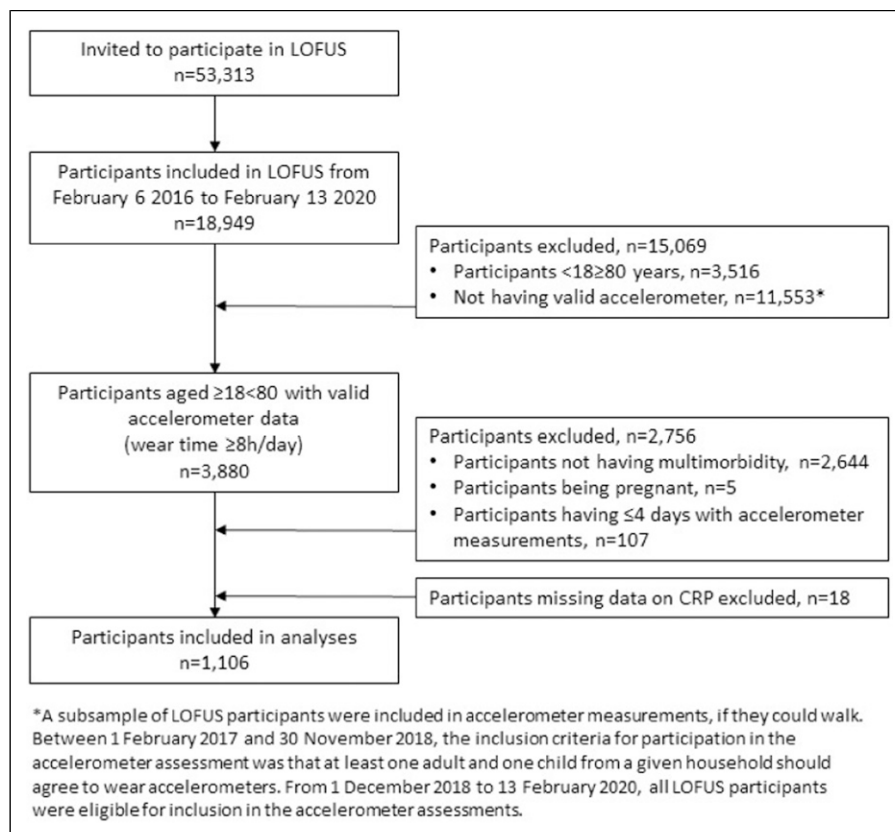 Invited to participate in LOFUS
n=53,313
Participants included in LOFUS from
February 6 2016 to February 13 2020
n=18,949
Participants excluded, n=15,069
• Participants <18≥80 years, n=3,516
• Not having valid accelerometer, n=11,553*
Participants aged ≥18<80 with valid
accelerometer data
(wear time ≥8h/day)
n=3,880
Participants excluded, n=2,756
• Participants not having multimorbidity, n=2,644
• Participants being pregnant, n=5
• Participants having ≤4 days with accelerometer
measurements, n=107
Participants missing data on CRP excluded, n=18
Participants included in analyses
n=1,106
*A subsample of LOFUS participants were included in accelerometer measurements, if they could walk.
Between 1 February 2017 and 30 November 2018, the inclusion criteria for participation in the
accelerometer assessment was that at least one adult and one child from a given household should
agree to wear accelerometers. From 1 December 2018 to 13 February 2020, all LOFUS participants
were eligible for inclusion in the accelerometer assessments.